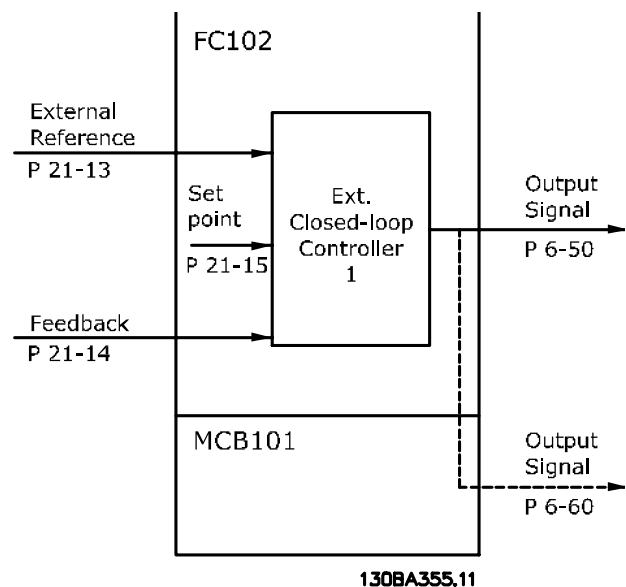 FC102
External
Reference
P 21-13
Set
point
P 21-15
Ext.
Closed-loop
Controller
1
Output
Signal
P 6-50
Feedback
P 21-14
MCB101
Output
Signal
P 6-60
130BA355.11